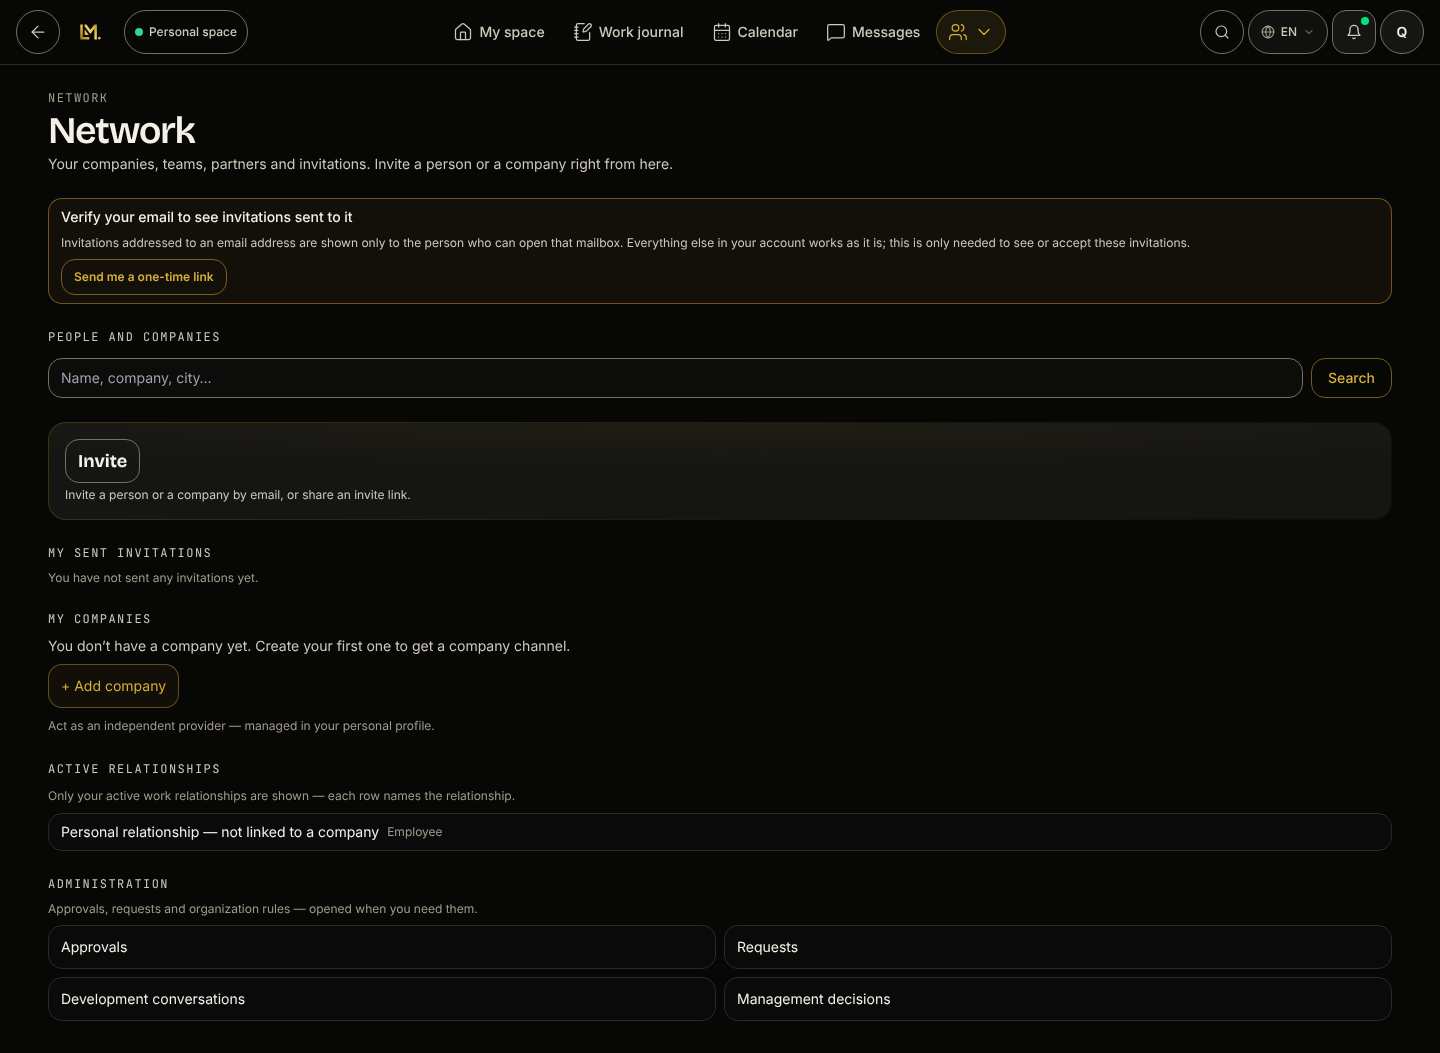 LM.
Personal space
My space
Work journal
Calendar
Messages
EN
Q
NETWORK
Network
Your companies, teams, partners and invitations. Invite a person or a company right from here.
Verify your email to see invitations sent to it
Invitations addressed to an email address are shown only to the person who can open that mailbox. Everything else in your account works as it is; this is only needed to see or accept these invitations.
Send me a one-time link
PEOPLE AND COMPANIES
Name, company, city...
Search
Invite
Invite a person or a company by email, or share an invite link.
MY SENT INVITATIONS
You have not sent any invitations yet.
MY COMPANIES
You don’t have a company yet. Create your first one to get a company channel.
+ Add company
Act as an independent provider — managed in your personal profile.
ACTIVE RELATIONSHIPS
Only your active work relationships are shown — each row names the relationship.
Personal relationship — not linked to a company Employee
ADMINISTRATION
Approvals, requests and organization rules — opened when you need them.
Approvals
Requests
Development conversations
Management decisions